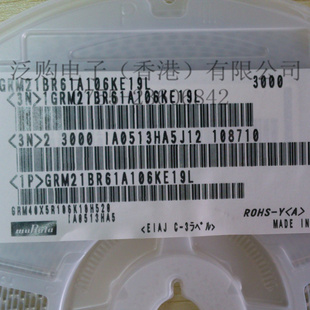 泛购电子（香港）有限公司
GRM21BR61A106KE19L 3000
<3N>1GRM21BR61A106KE19L
<3N>2 3000 IA0513HA5J12 108710
<1P>GRM21BR61A106KE19L
GRM40X5R106K10H520
IA0513HA5
ROHS-Y<A>
muRata
<EIAJ C-3ラベル>
MADE IN